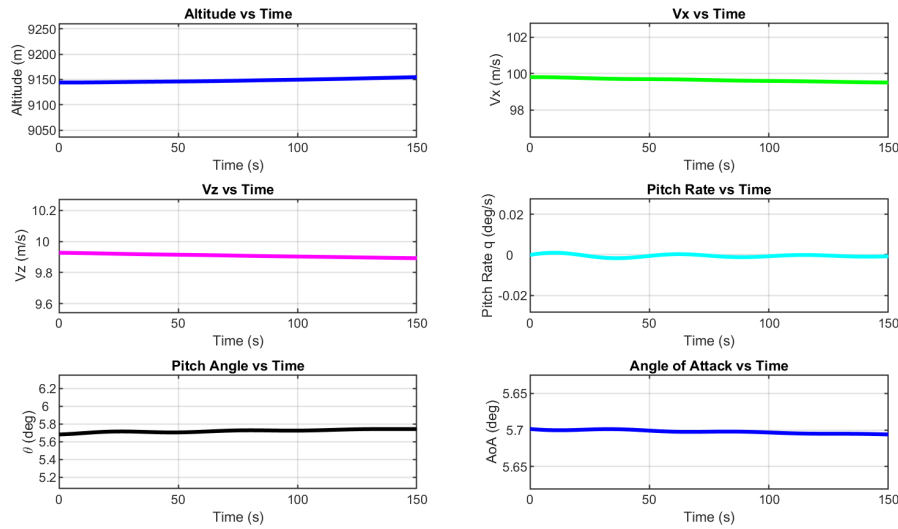 Altitude vs Time
9250
9200
9150
9100
9050
Altitude (m)
0 50 100 150
Time (s)
Vx vs Time
102
100
98
Vx (m/s)
0 50 100 150
Time (s)
Vz vs Time
10.2
10
9.8
9.6
Vz (m/s)
0 50 100 150
Time (s)
Pitch Rate vs Time
0.02
0
-0.02
Pitch Rate q (deg/s)
0 50 100 150
Time (s)
Pitch Angle vs Time
6.2
6
5.8
5.6
5.4
5.2
θ (deg)
0 50 100 150
Time (s)
Angle of Attack vs Time
5.65
5.7
5.65
AoA (deg)
0 50 100 150
Time (s)